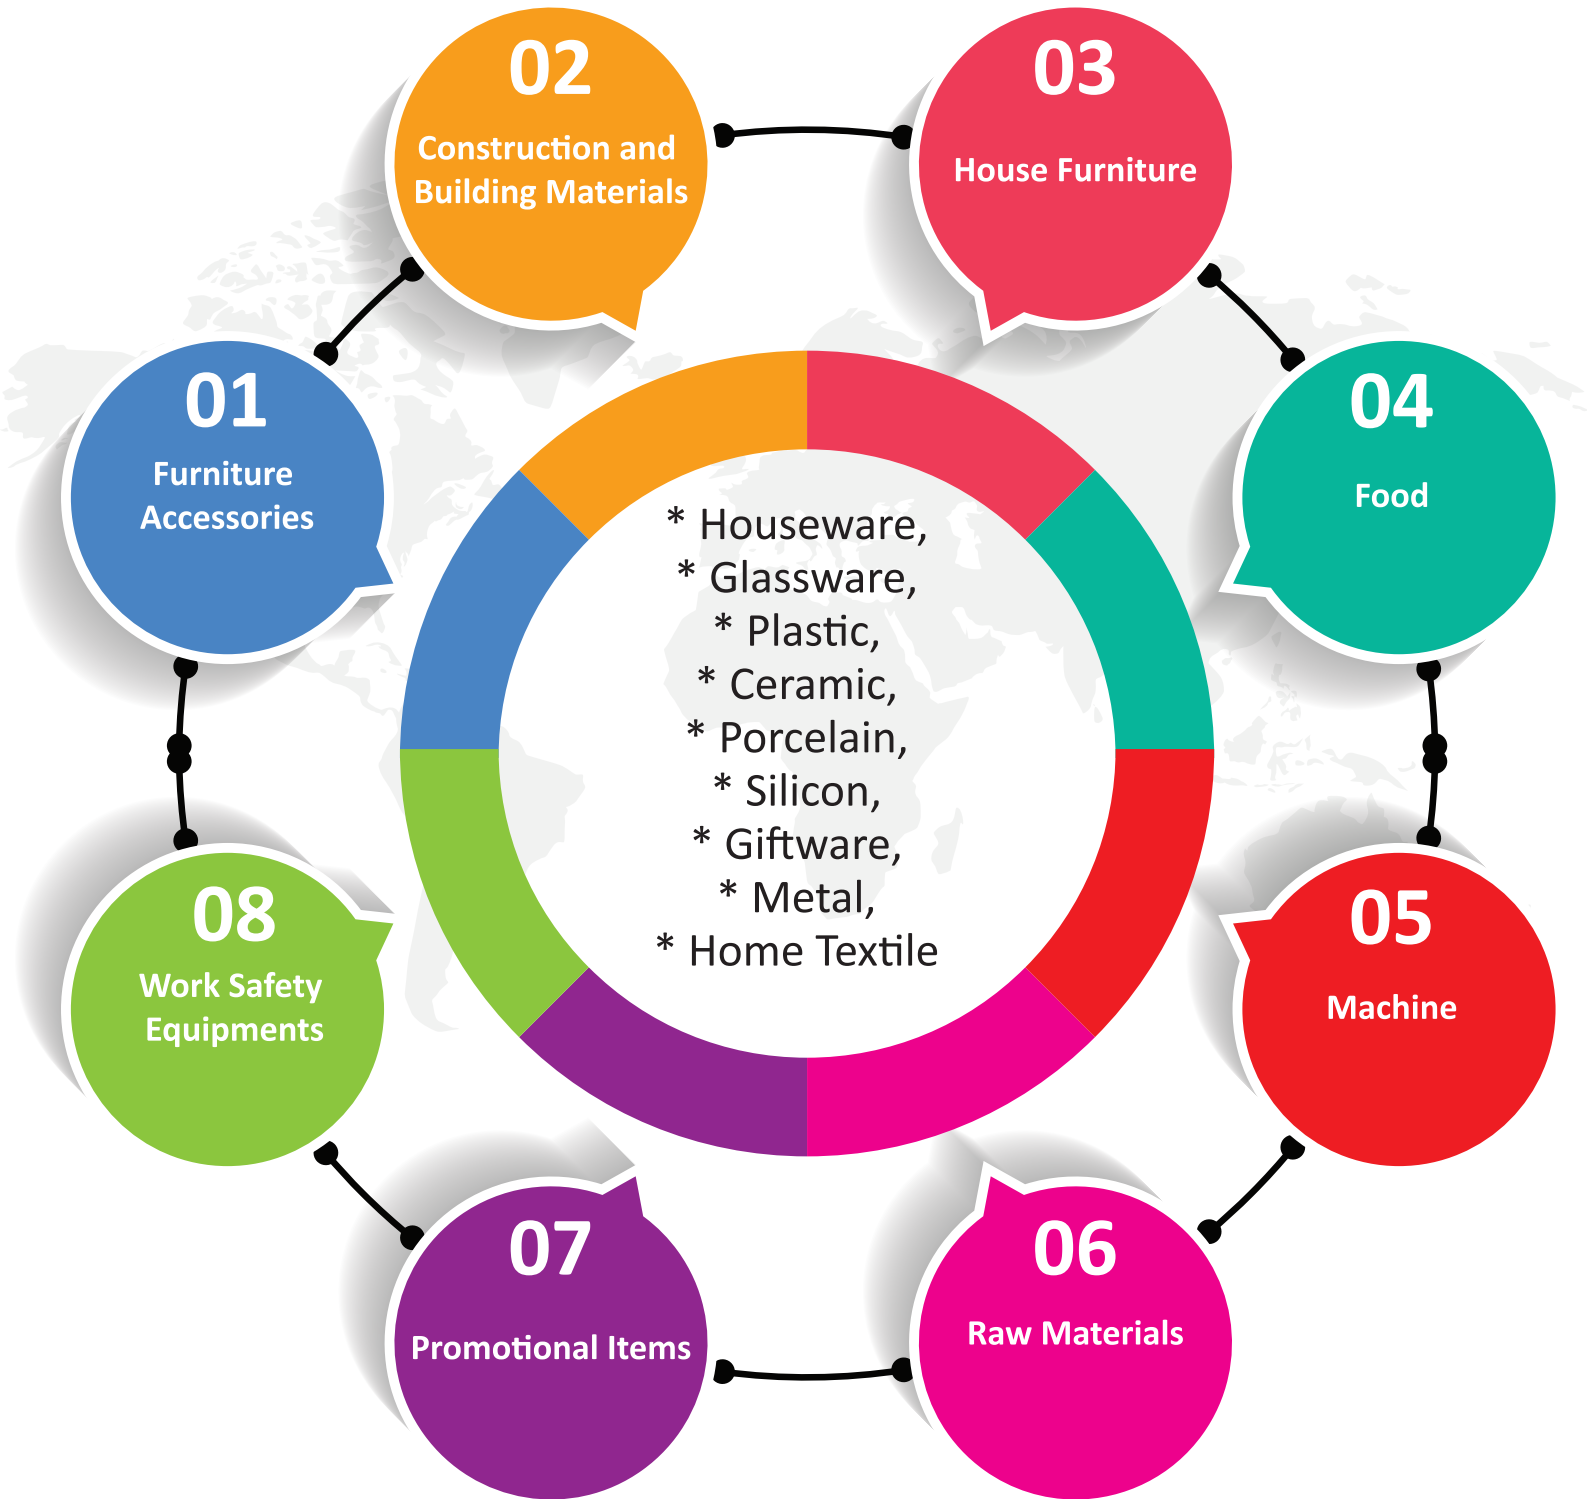 01
Furniture
Accessories
02
Construction and
Building Materials
03
House Furniture
04
Food
05
Machine
06
Raw Materials
07
Promotional Items
08
Work Safety
Equipments
* Houseware,
* Glassware,
* Plastic,
* Ceramic,
* Porcelain,
* Silicon,
* Giftware,
* Metal,
* Home Textile